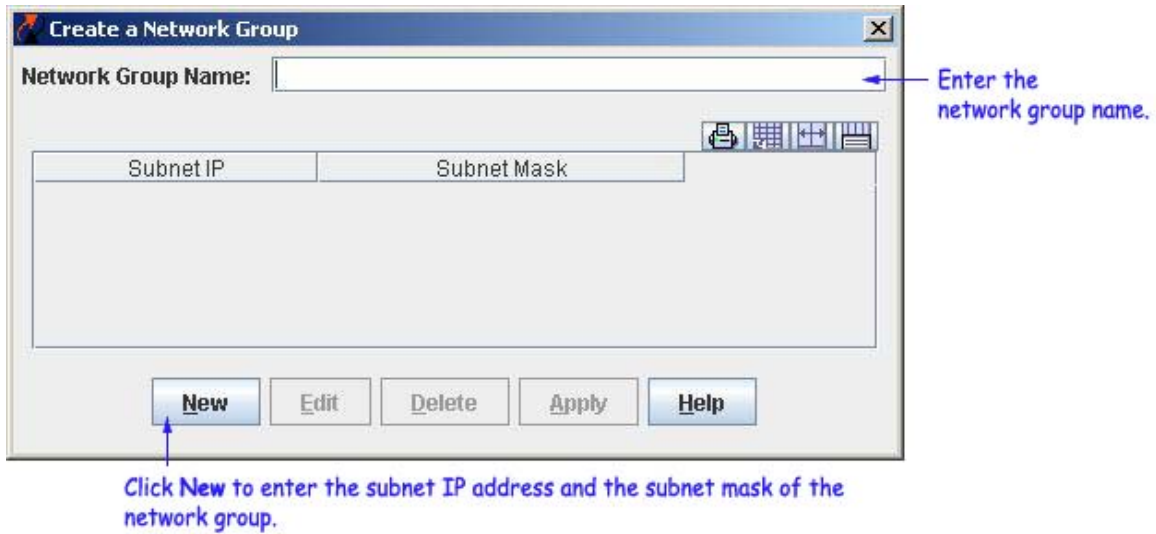 Create a Network Group
Network Group Name:
Enter the
network group name.
Subnet IP Subnet Mask
New Edit Delete Apply Help
Click New to enter the subnet IP address and the subnet mask of the
network group.